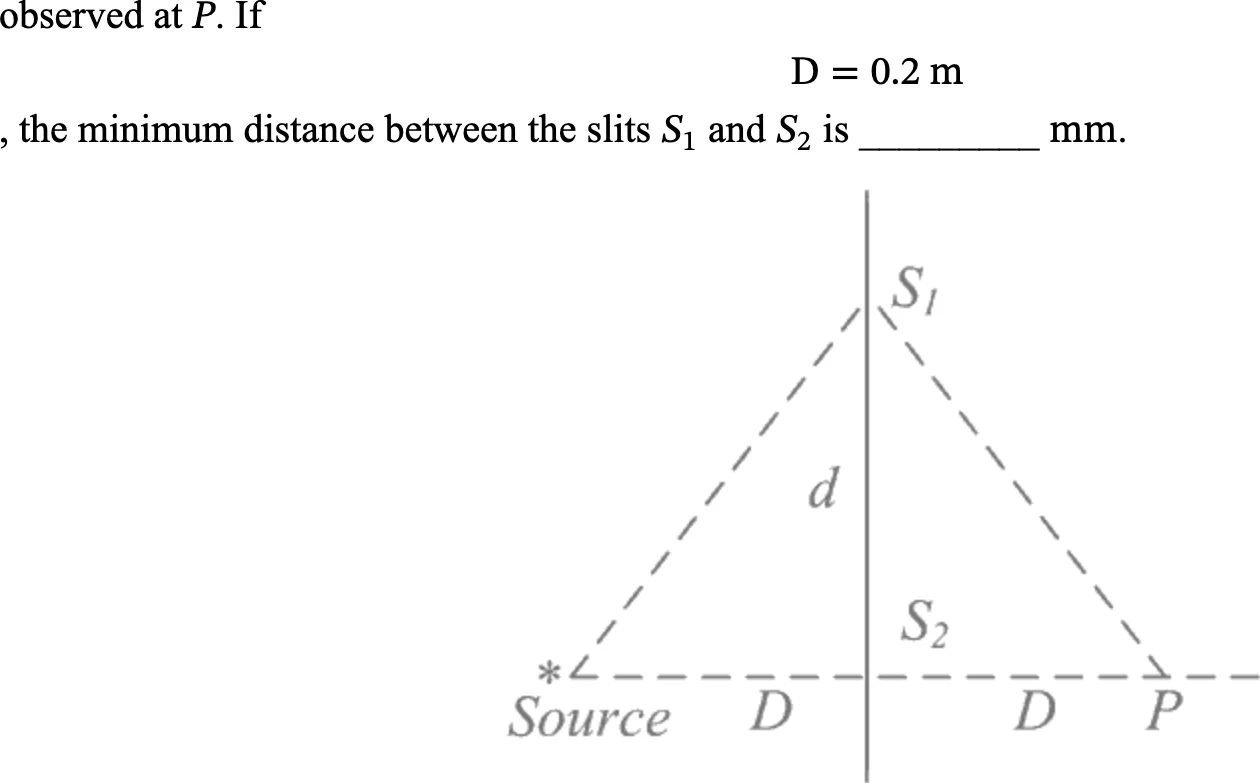 observed at P. If
D = 0.2 m
, the minimum distance between the slits S₁ and S₂ is _________ mm.
S₁
d
S₂
* Source D D P